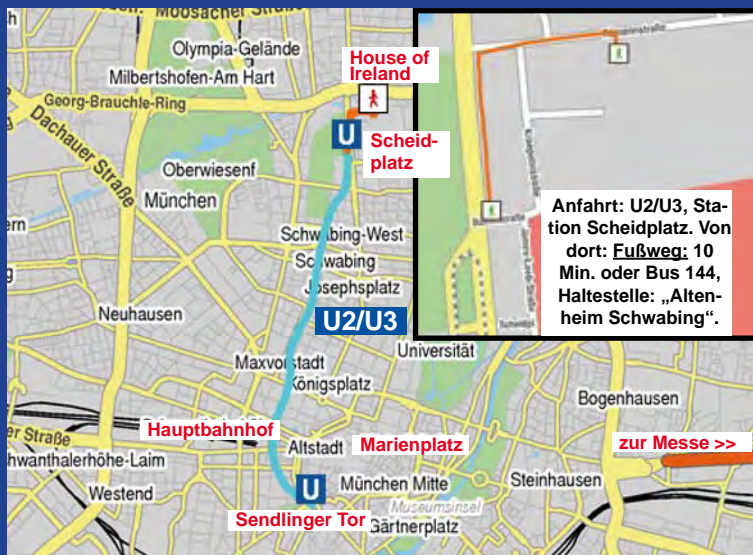 Moosacher Straße
Olympia-Gelände
House of
Ireland
Milbertshofen-Am Hart
Georg-Brauchle-Ring
Dachauer Straße
U
Scheid-
platz
Oberwiesenf
München
Schwabing-West
Schwabing
Josephsplatz
U2/U3
Neuhausen
Universität
Maxvorstadt
Königsplatz
Bogenhausen
Hauptbahnhof
er Straße
Altstadt
Marienplatz
zur Messe >>
chwanthalerhöhe-Laim
Westend
U
München Mitte
Steinhausen
Museumsinsel
Sendlinger Tor
Gärtnerplatz
Anfahrt: U2/U3, Sta-
tion Scheidplatz. Von
dort: Fußweg: 10
Min. oder Bus 144,
Haltestelle: „Alten-
heim Schwabing“.